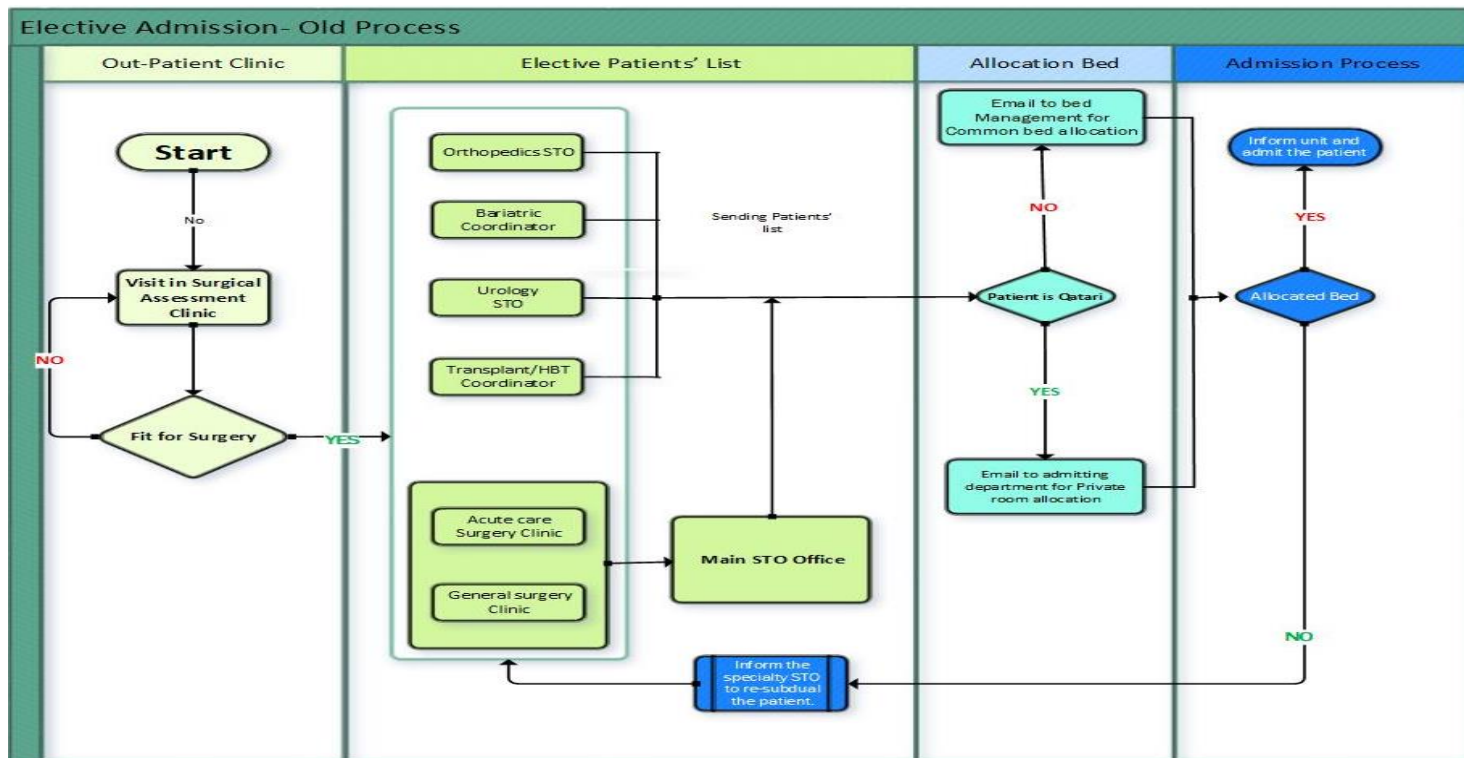 Elective Admission- Old Process
Out-Patient Clinic
Elective Patients' List
Allocation Bed
Admission Process
Start
No
Visit in Surgical
Assessment
Clinic
NO
Fit for Surgery
YES
Orthopedics STO
Bariatric
Coordinator
Urology
STO
Transplant/HBT
Coordinator
Acute care
Surgery Clinic
General surgery
Clinic
Main STO Office
Sending Patients'
list
Inform the
specialty STO
to re-subdual
the patient.
Email to bed
Management for
Common bed allocation
NO
Patient is Qatari
YES
Email to admitting
department for Private
room allocation
Inform unit and
admit the patient
YES
Allocated Bed
NO